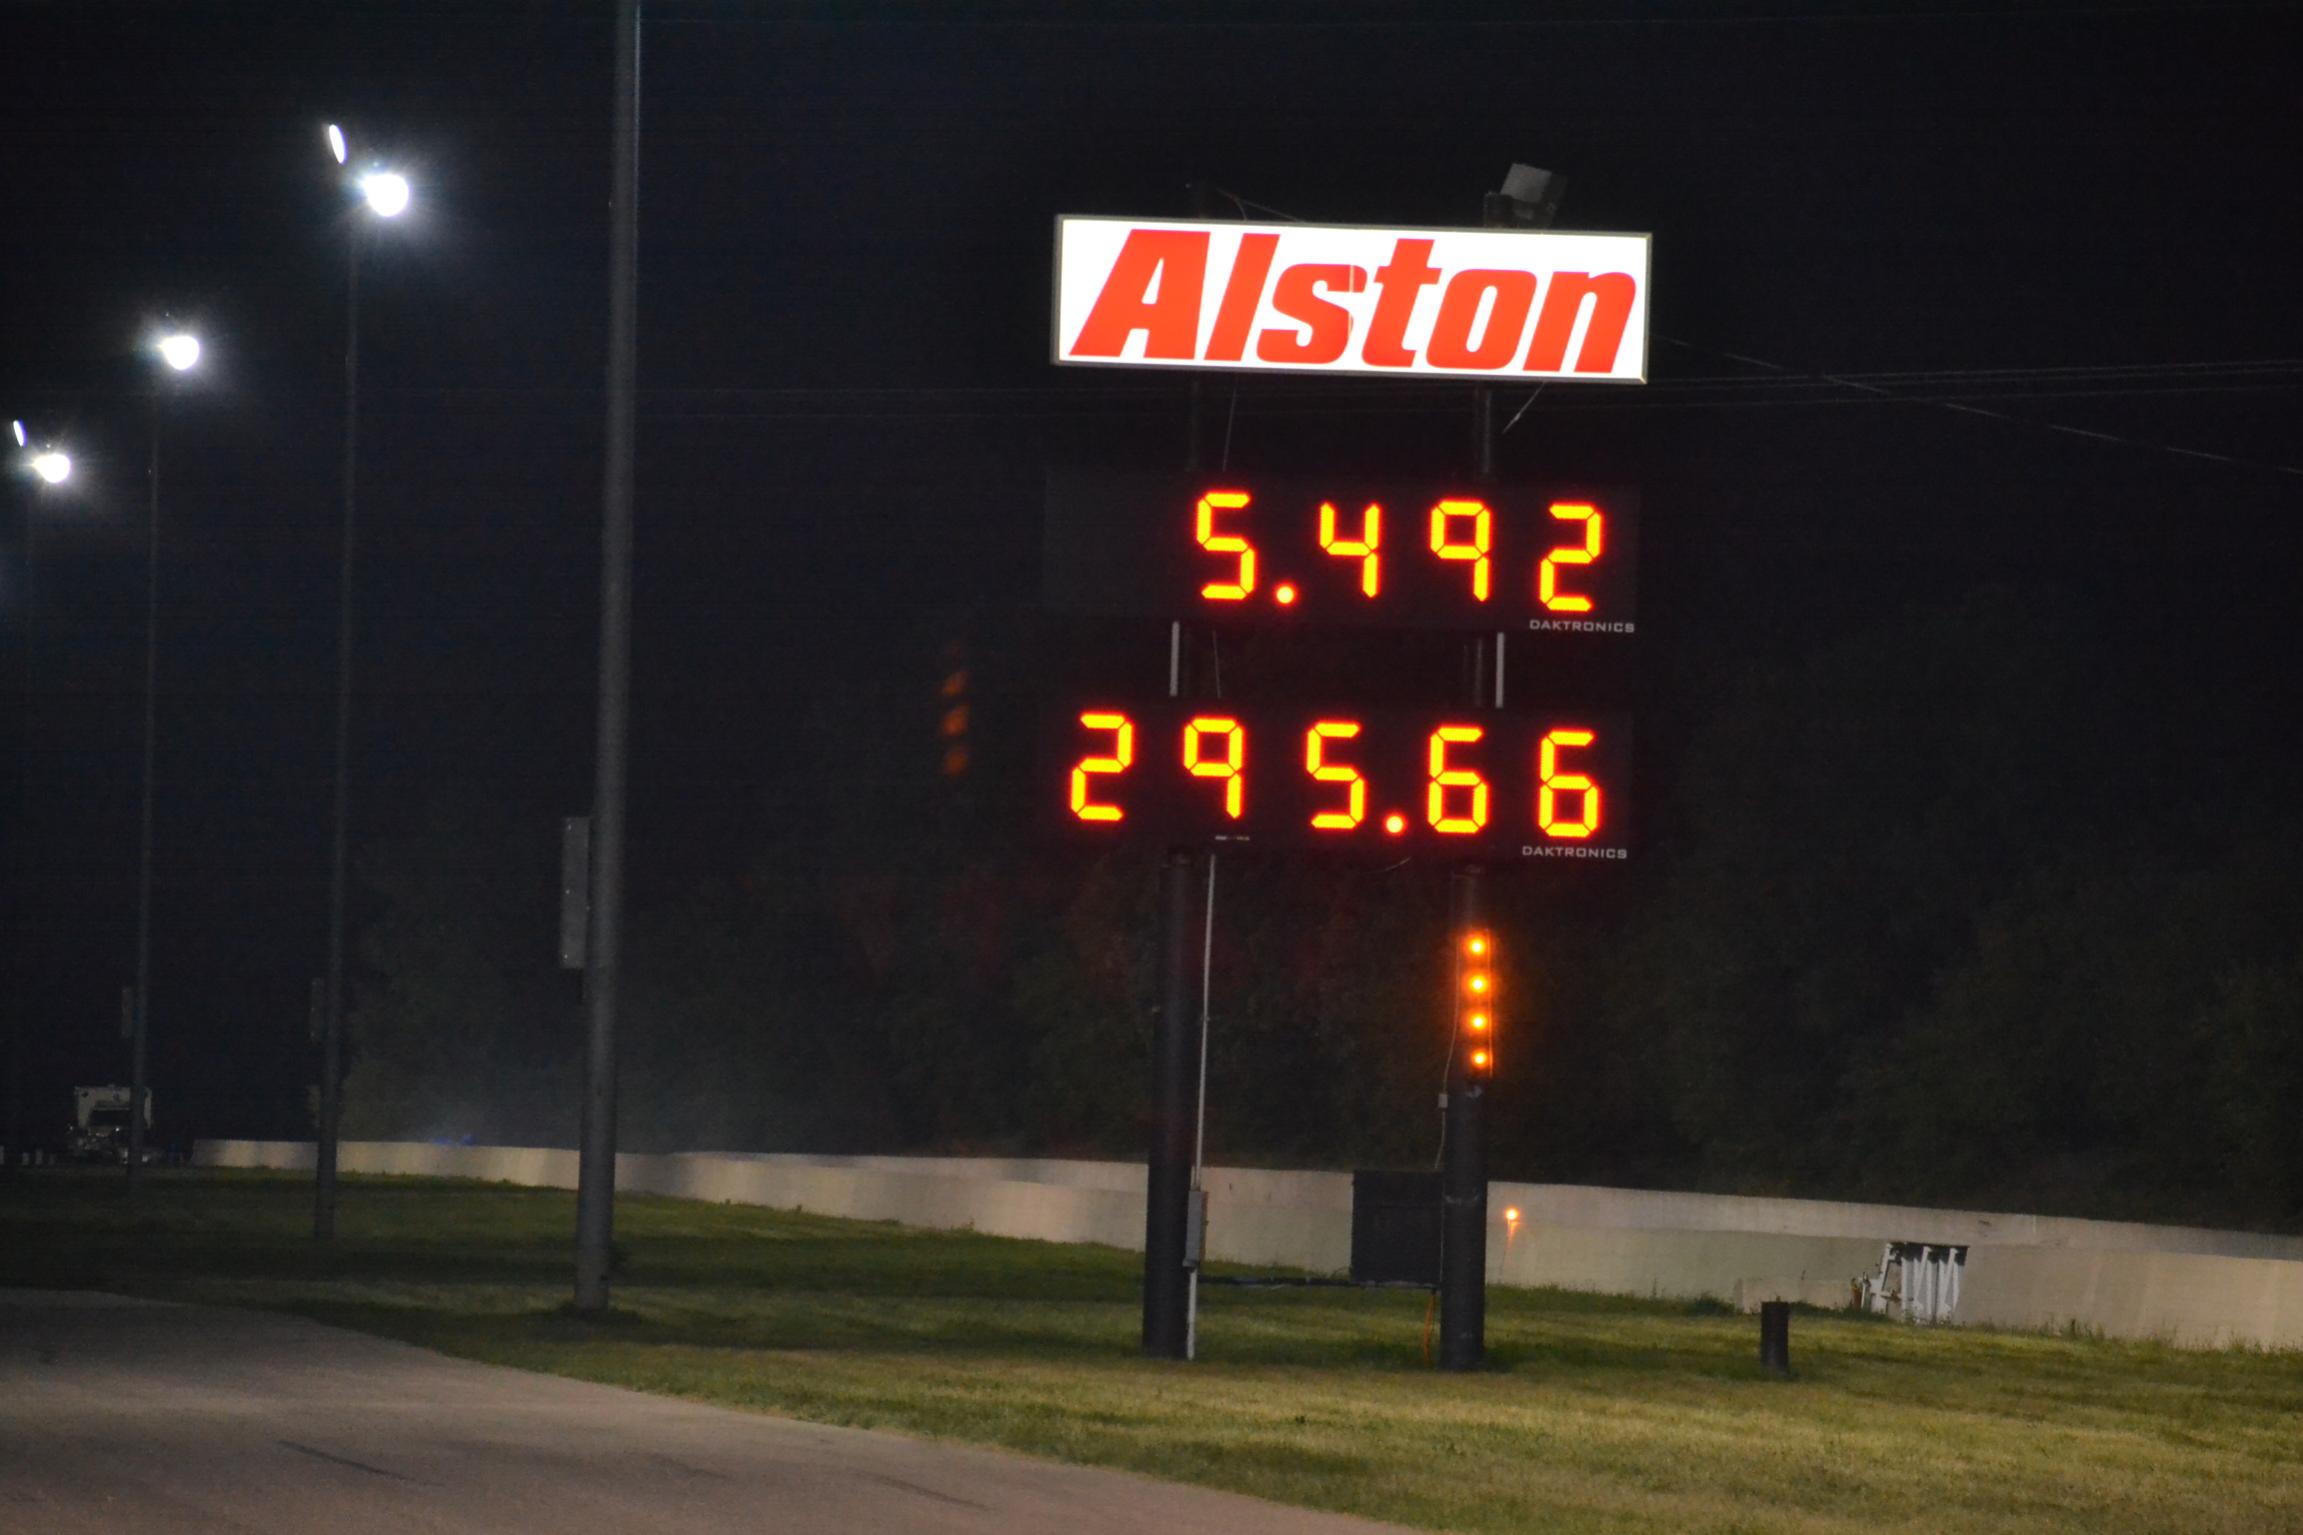 Alston
5.492
DAKTRONICS
295.66
DAKTRONICS